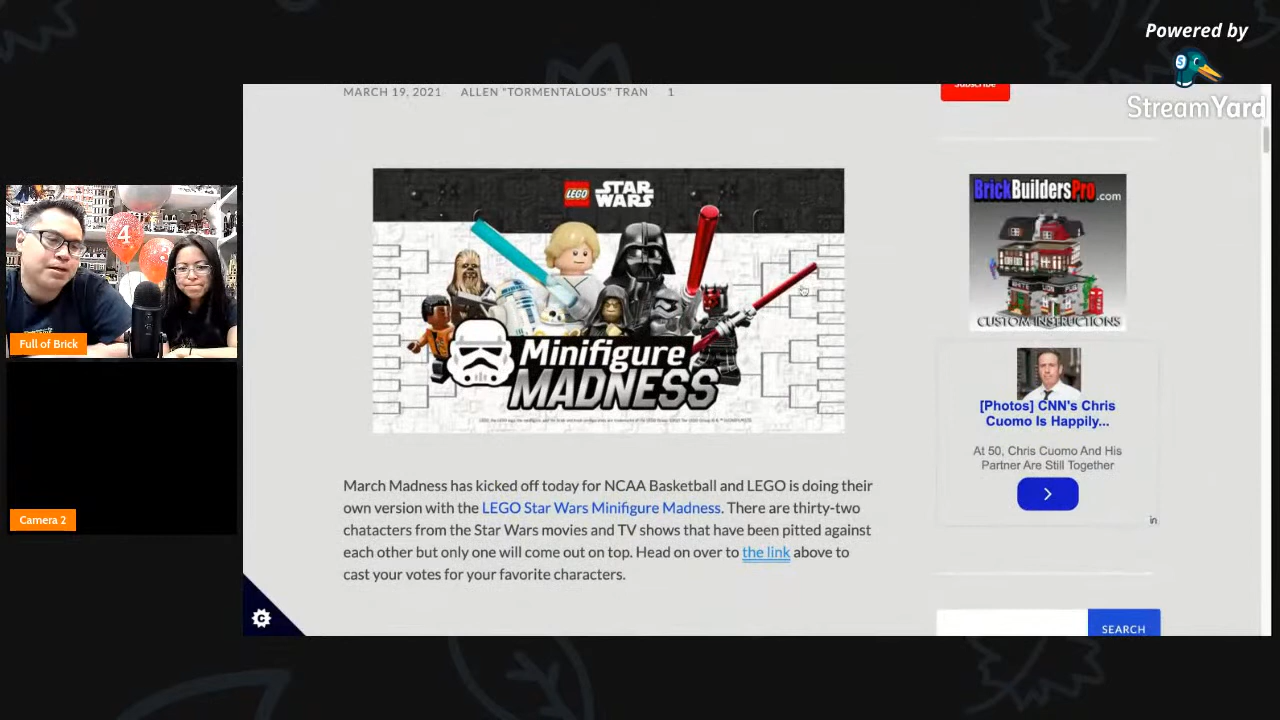 Powered by
StreamYard
MARCH 19, 2021 ALLEN "TORMENTALOUS" TRAN 1
Subscribe
LEGO STAR WARS
Minifigure
MADNESS
BrickBuildersPro.com
CUSTOM INSTRUCTIONS
[Photos] CNN's Chris
Cuomo Is Happily...
At 50, Chris Cuomo And His
Partner Are Still Together
4
Full of Brick
Camera 2
March Madness has kicked off today for NCAA Basketball and LEGO is doing their
own version with the LEGO Star Wars Minifigure Madness. There are thirty-two
chatacters from the Star Wars movies and TV shows that have been pitted against
each other but only one will come out on top. Head on over to the link above to
cast your votes for your favorite characters.
SEARCH